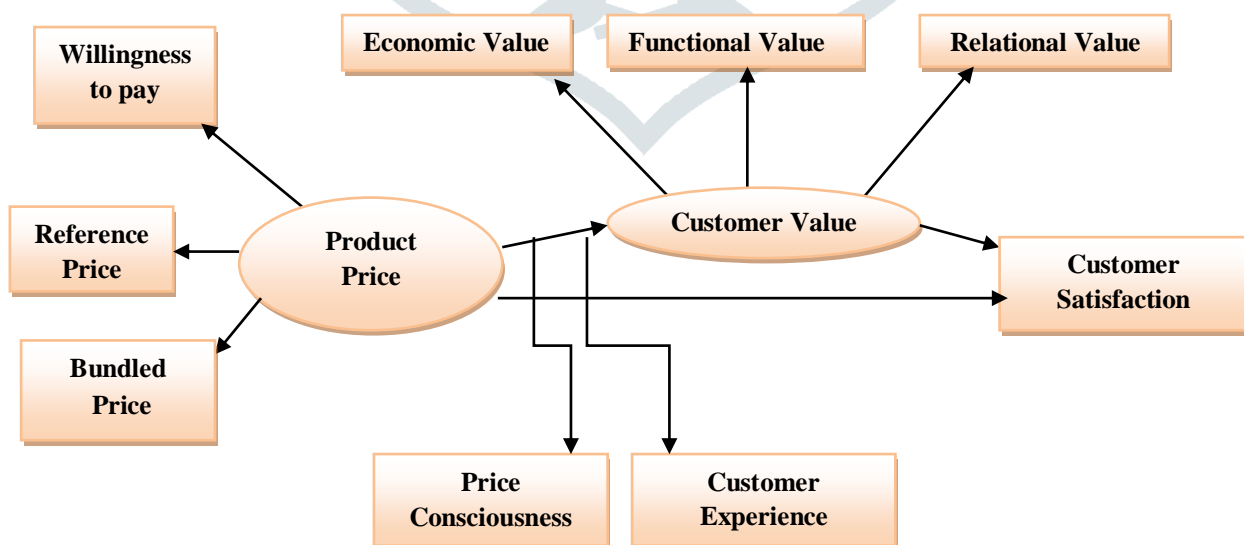 Willingness
to pay
Economic Value
Functional Value
Relational Value
Reference
Price
Product
Price
Customer Value
Customer
Satisfaction
Bundled
Price
Price
Consciousness
Customer
Experience